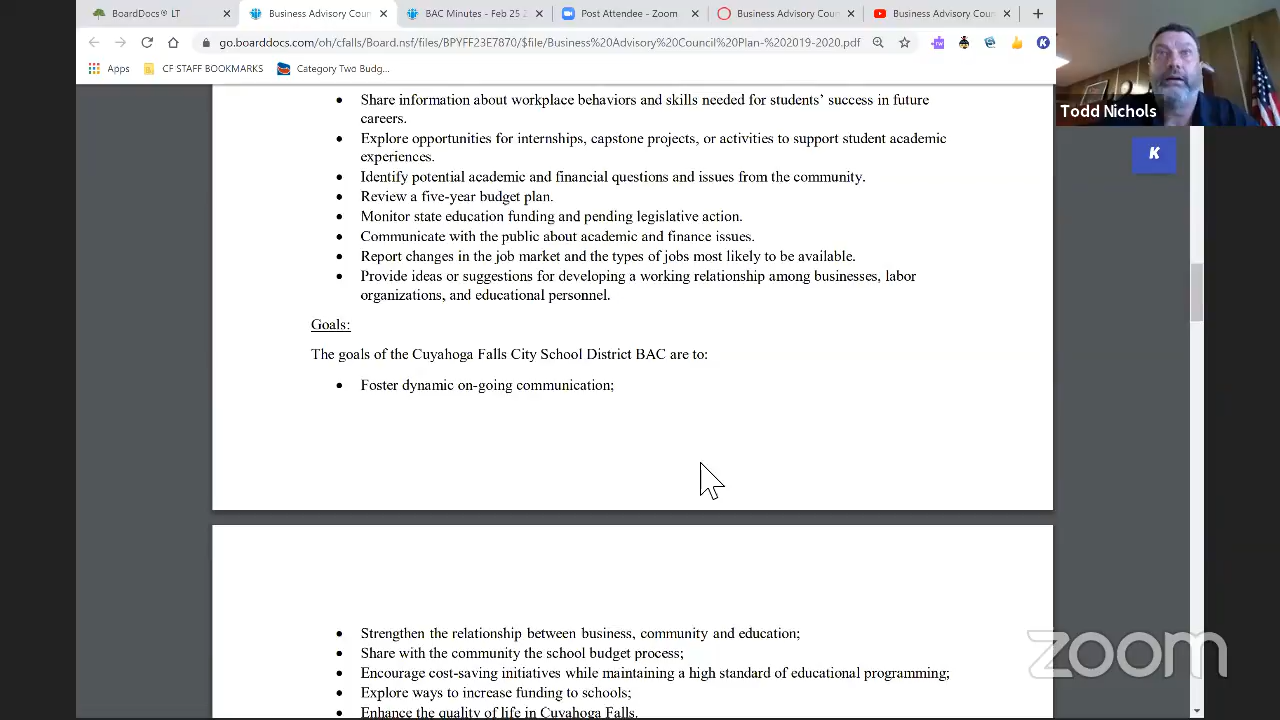 BoardDocs® LT
Business Advisory Coun
BAC Minutes - Feb 25 2
Post Attendee - Zoom
Business Advisory Coun
Business Advisory Coun
go.boarddocs.com/oh/cfalls/Board.nsf/files/BPYFF23E7870/$file/Business%20Advisory%20Council%20Plan-%202019-2020.pdf
Apps
CF STAFF BOOKMARKS
Category Two Budg...
Todd Nichols
K
K
• Share information about workplace behaviors and skills needed for students' success in future
careers.
• Explore opportunities for internships, capstone projects, or activities to support student academic
experiences.
• Identify potential academic and financial questions and issues from the community.
• Review a five-year budget plan.
• Monitor state education funding and pending legislative action.
• Communicate with the public about academic and finance issues.
• Report changes in the job market and the types of jobs most likely to be available.
• Provide ideas or suggestions for developing a working relationship among businesses, labor
organizations, and educational personnel.
Goals:
The goals of the Cuyahoga Falls City School District BAC are to:
• Foster dynamic on-going communication;
• Strengthen the relationship between business, community and education;
• Share with the community the school budget process;
• Encourage cost-saving initiatives while maintaining a high standard of educational programming;
• Explore ways to increase funding to schools;
• Enhance the quality of life in Cuyahoga Falls.
zoom